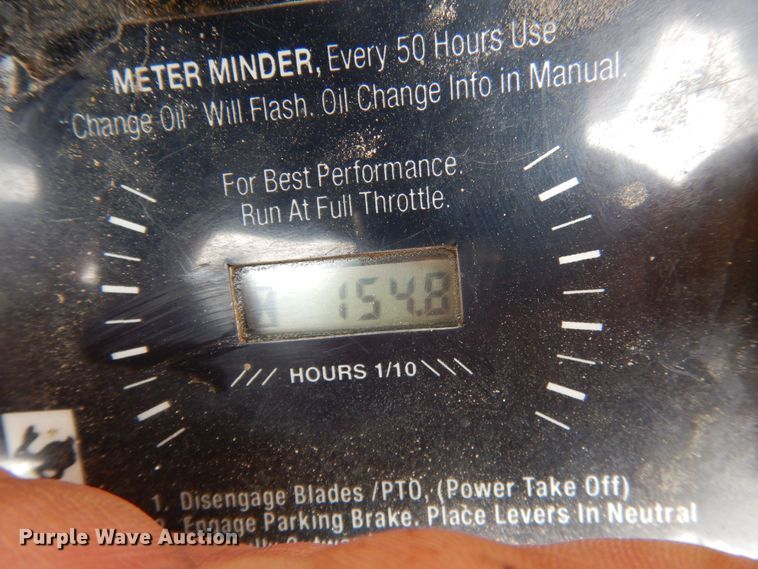 METER MINDER, Every 50 Hours Use
"Change Oil" Will Flash. Oil Change Info in Manual.
For Best Performance.
Run At Full Throttle.
154.8
HOURS 1/10
1. Disengage Blades /PTO, (Power Take Off)
2. Engage Parking Brake. Place Levers In Neutral
Purple Wave Auction